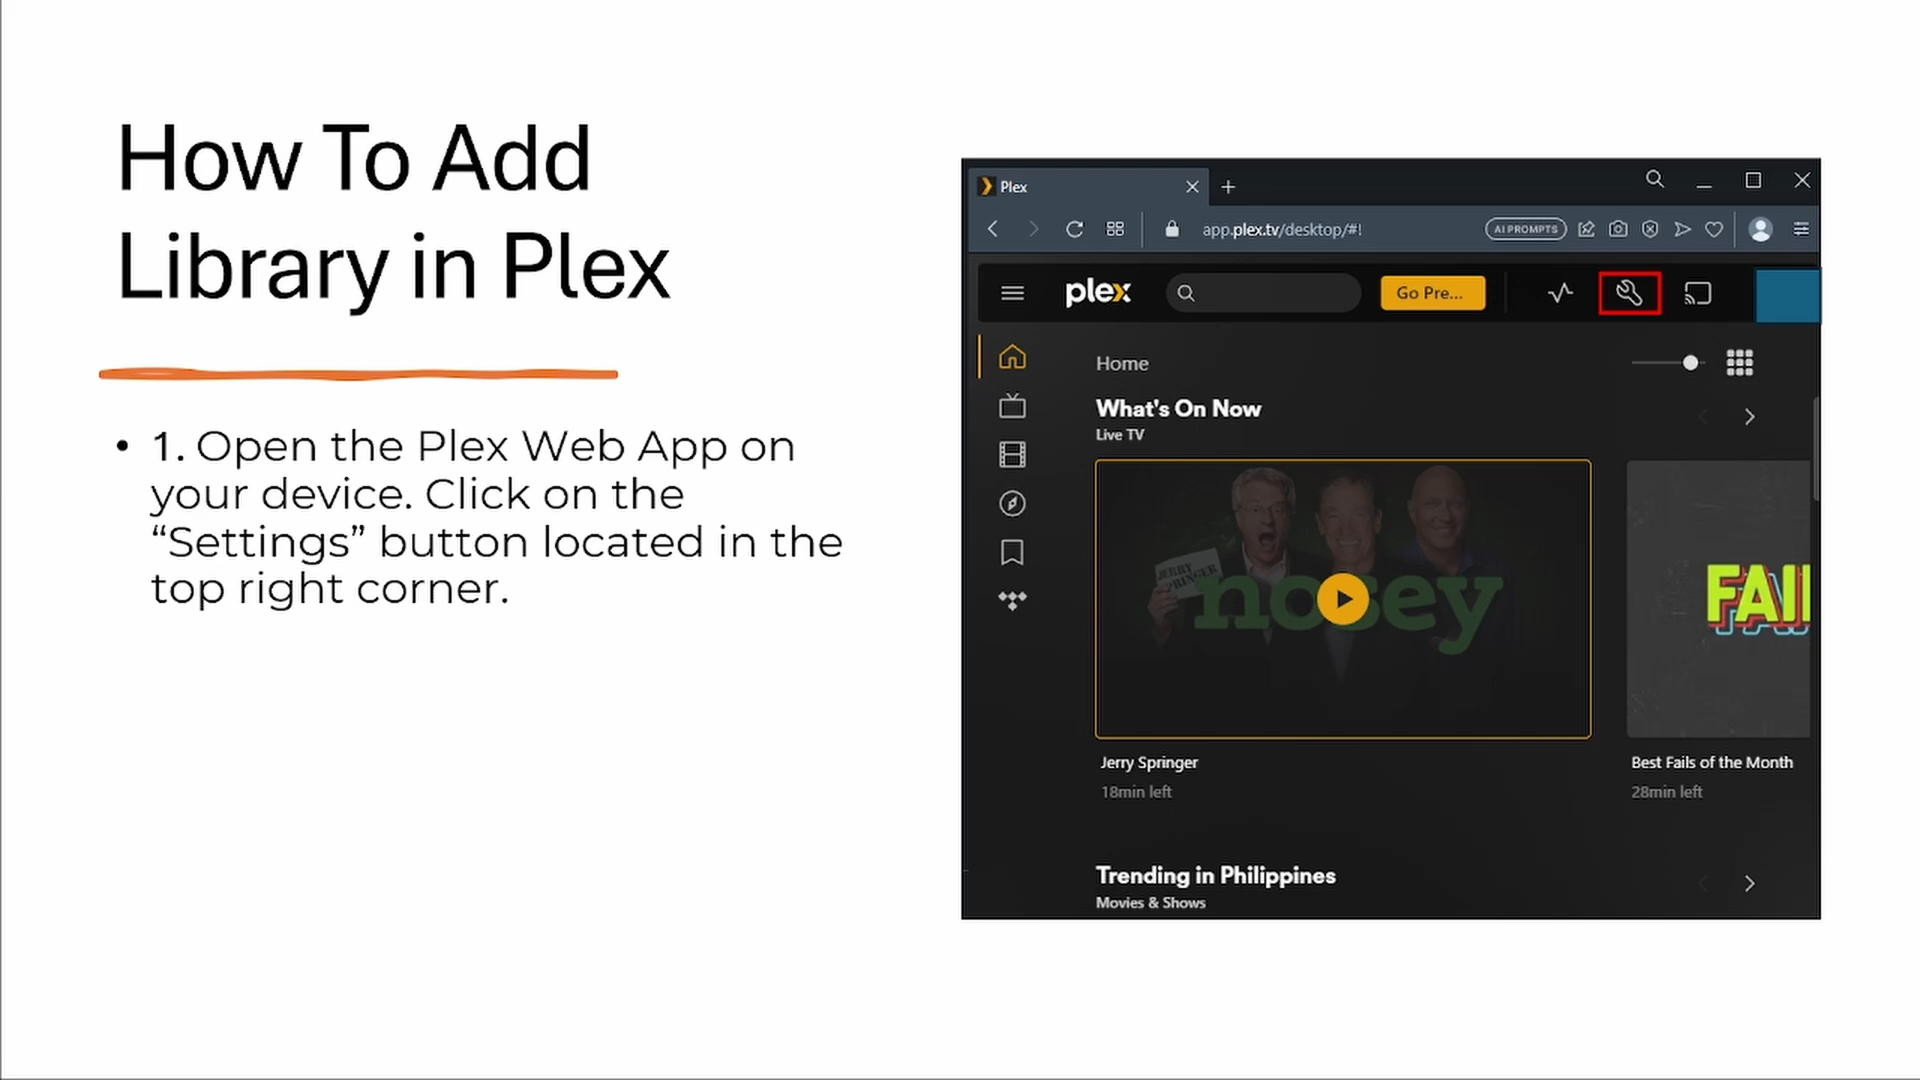 How To Add
Library in Plex
• 1. Open the Plex Web App on
your device. Click on the
“Settings” button located in the
top right corner.
Plex
app.plex.tv/desktop/#!
AI PROMPTS
plex
Go Pre...
Home
What's On Now
Live TV
JERRY SPRINGER
nosey
FAIL
Jerry Springer
18min left
Best Fails of the Month
28min left
Trending in Philippines
Movies & Shows